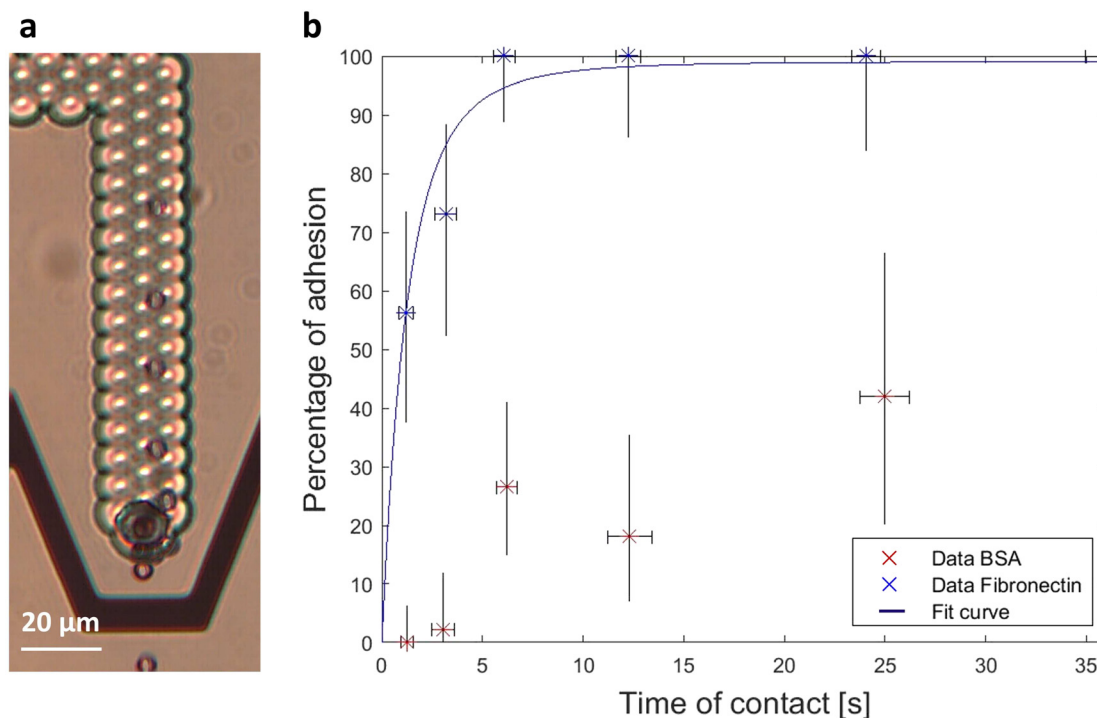 a
20 µm
b
Percentage of adhesion
100
90
80
70
60
50
40
30
20
10
0
0
5
10
15
20
25
30
35
Time of contact [s]
Data BSA
Data Fibronectin
Fit curve